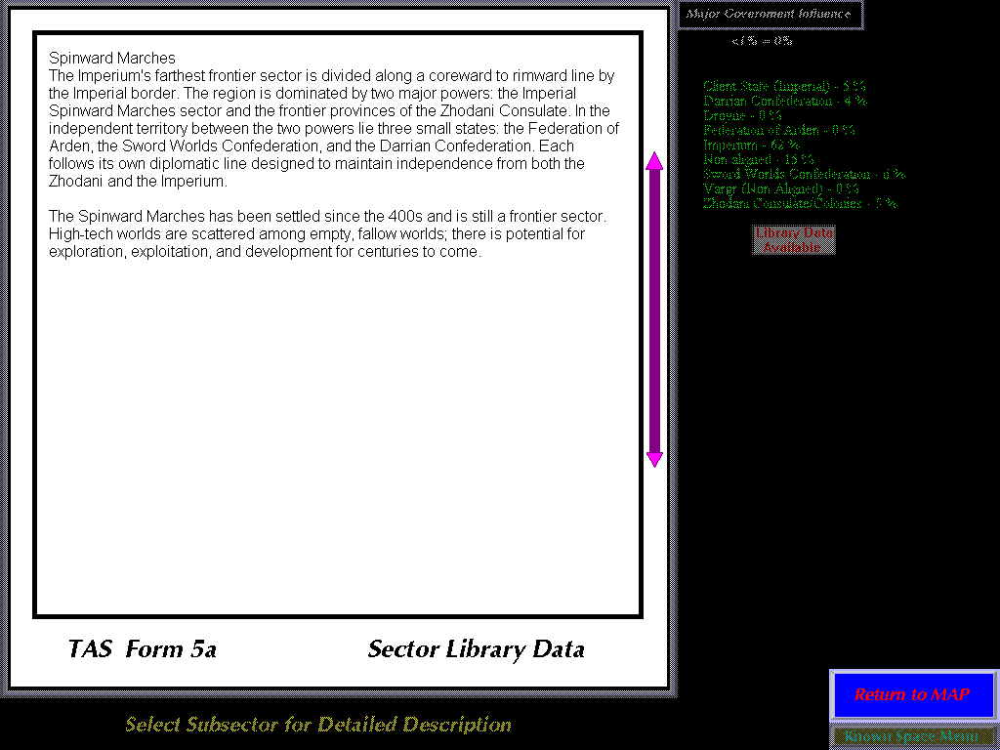 Spinward Marches
The Imperium's farthest frontier sector is divided along a coreward to rimward line by
the Imperial border. The region is dominated by two major powers: the Imperial
Spinward Marches sector and the frontier provinces of the Zhodani Consulate. In the
independent territory between the two powers lie three small states: the Federation of
Arden, the Sword Worlds Confederation, and the Darrian Confederation. Each
follows its own diplomatic line designed to maintain independence from both the
Zhodani and the Imperium.
The Spinward Marches has been settled since the 400s and is still a frontier sector.
High-tech worlds are scattered among empty, fallow worlds; there is potential for
exploration, exploitation, and development for centuries to come.
TAS Form 5a
Sector Library Data
Select Subsector for Detailed Description
Major Government Influence
<1% = 0%
Client State (Imperial) - 5 %
Darrian Confederation - 4 %
Droyne - 0 %
Federation of Arden - 0 %
Imperium - 62 %
Non aligned - 15 %
Sword Worlds Confederation - 6 %
Vargr (Non Aligned) - 0 %
Zhodani Consulate/Colonies - 5 %
Library Data
Available
Return to MAP
Known Space Menu